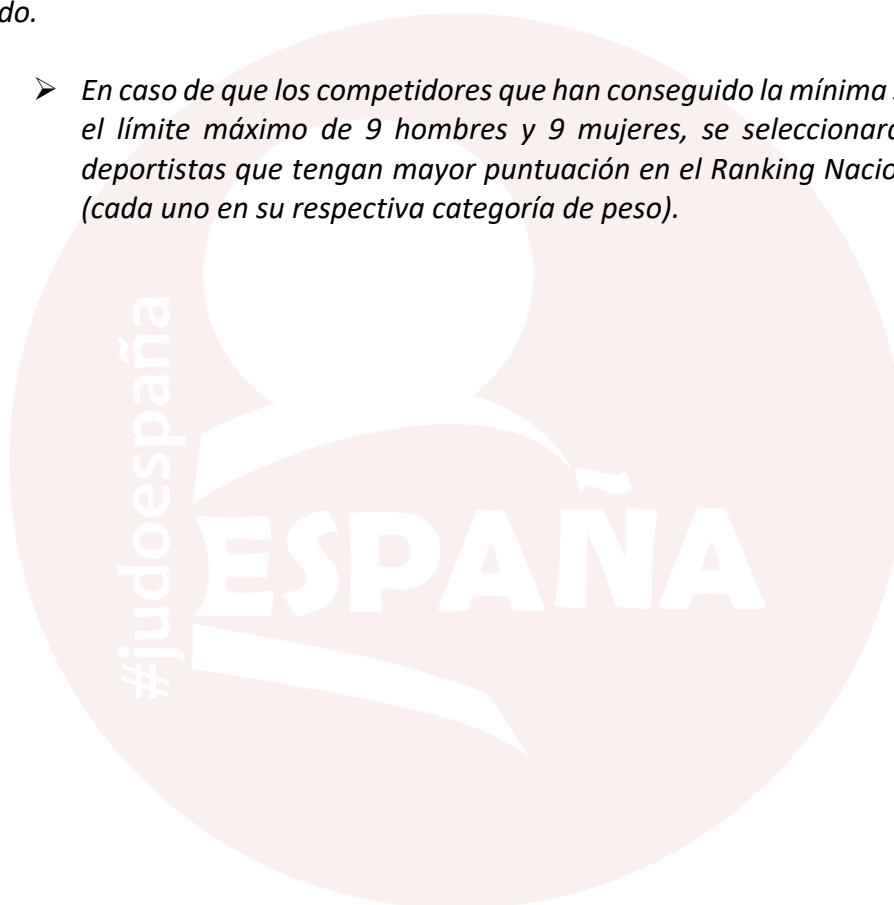 do.
➢ En caso de que los competidores que han conseguido la mínima
el límite máximo de 9 hombres y 9 mujeres, se
deportistas que tengan mayor puntuación en el Ranking
(cada uno en su respectiva categoría de peso).
#judoespaña
ESPAÑA